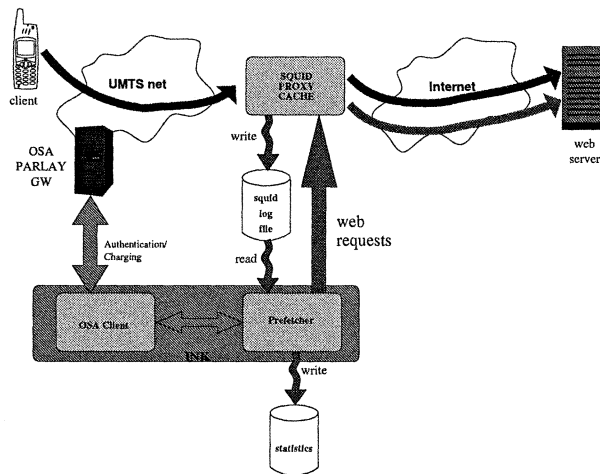 client
UMTS net
SQUID
PROXY
CACHE
Internet
web
server
OSA
PARLAY
GW
write
squid
log
file
web
requests
Authentication/
Charging
read
OSA Client
Prefetcher
INK
write
statistics